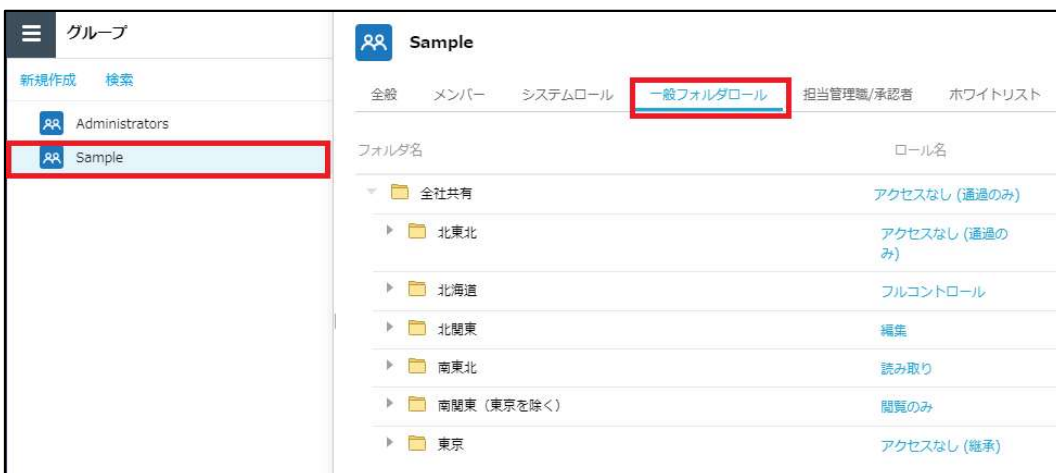 グループ
新規作成 検索
Administrators
Sample
Sample
全般 メンバー システムロール 一般フォルダロール 担当管理職/承認者 ホワイトリスト
フォルダ名 ロール名
全社共有 アクセスなし (通過のみ)
北東北 アクセスなし (通過の
み)
北海道 フルコントロール
北関東 編集
南東北 読み取り
南関東（東京を除く） 閲覧のみ
東京 アクセスなし (継承)